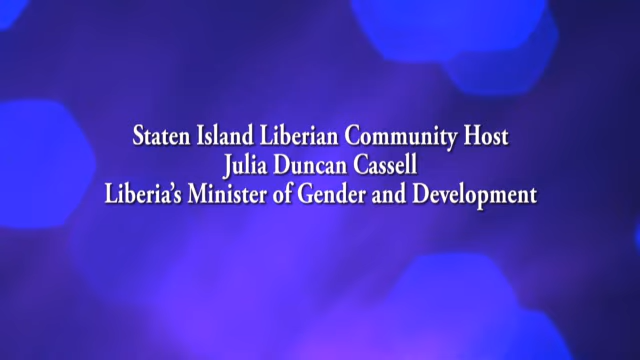 Staten Island Liberian Community Host
Julia Duncan Cassell
Liberia's Minister of Gender and Development